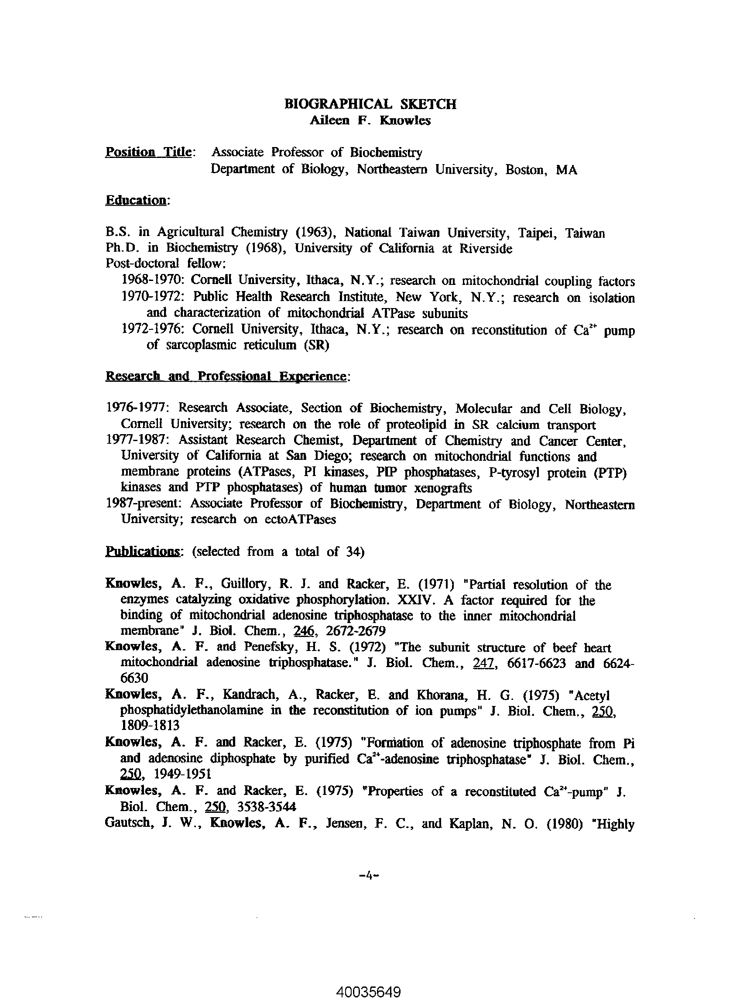 BIOGRAPHICAL SKETCH
Aileen F. Knowles
Position Title: Associate Professor of Biochemistry
Department of Biology, Northeastern University, Boston, MA
Education:
B.S. in Agricultural Chemistry (1963), National Taiwan University, Taipei, Taiwan
Ph.D. in Biochemistry (1968), University of California at Riverside
Post-doctoral fellow:
1968-1970: Cornell University, Ithaca, N.Y.; research on mitochondrial coupling factors
1970-1972: Public Health Research Institute, New York, N.Y.; research on isolation
and characterization of mitochondrial ATPase subunits
1972-1976: Cornell University, Ithaca, N.Y.; research on reconstitution of Ca²⁺ pump
of sarcoplasmic reticulum (SR)
Research and Professional Experience:
1976-1977: Research Associate, Section of Biochemistry, Molecular and Cell Biology,
Cornell University; research on the role of proteolipid in SR calcium transport
1977-1987: Assistant Research Chemist, Department of Chemistry and Cancer Center,
University of California at San Diego; research on mitochondrial functions and
membrane proteins (ATPases, PI kinases, PIP phosphatases, P-tyrosyl protein (PTP)
kinases and PTP phosphatases) of human tumor xenografts
1987-present: Associate Professor of Biochemistry, Department of Biology, Northeastern
University; research on ectoATPases
Publications: (selected from a total of 34)
Knowles, A. F., Guillory, R. J. and Racker, E. (1971) "Partial resolution of the
enzymes catalyzing oxidative phosphorylation. XXIV. A factor required for the
binding of mitochondrial adenosine triphosphatase to the inner mitochondrial
membrane" J. Biol. Chem., 246, 2672-2679
Knowles, A. F. and Penefsky, H. S. (1972) "The subunit structure of beef heart
mitochondrial adenosine triphosphatase." J. Biol. Chem., 247, 6617-6623 and 6624-
6630
Knowles, A. F., Kandrach, A., Racker, E. and Khorana, H. G. (1975) "Acetyl
phosphatidylethanolamine in the reconstitution of ion pumps" J. Biol. Chem., 250,
1809-1813
Knowles, A. F. and Racker, E. (1975) "Formation of adenosine triphosphate from Pi
and adenosine diphosphate by purified Ca²⁺-adenosine triphosphatase" J. Biol. Chem.,
250, 1949-1951
Knowles, A. F. and Racker, E. (1975) "Properties of a reconstituted Ca²⁺-pump" J.
Biol. Chem., 250, 3538-3544
Gautsch, J. W., Knowles, A. F., Jensen, F. C., and Kaplan, N. O. (1980) "Highly
-4-
40035649